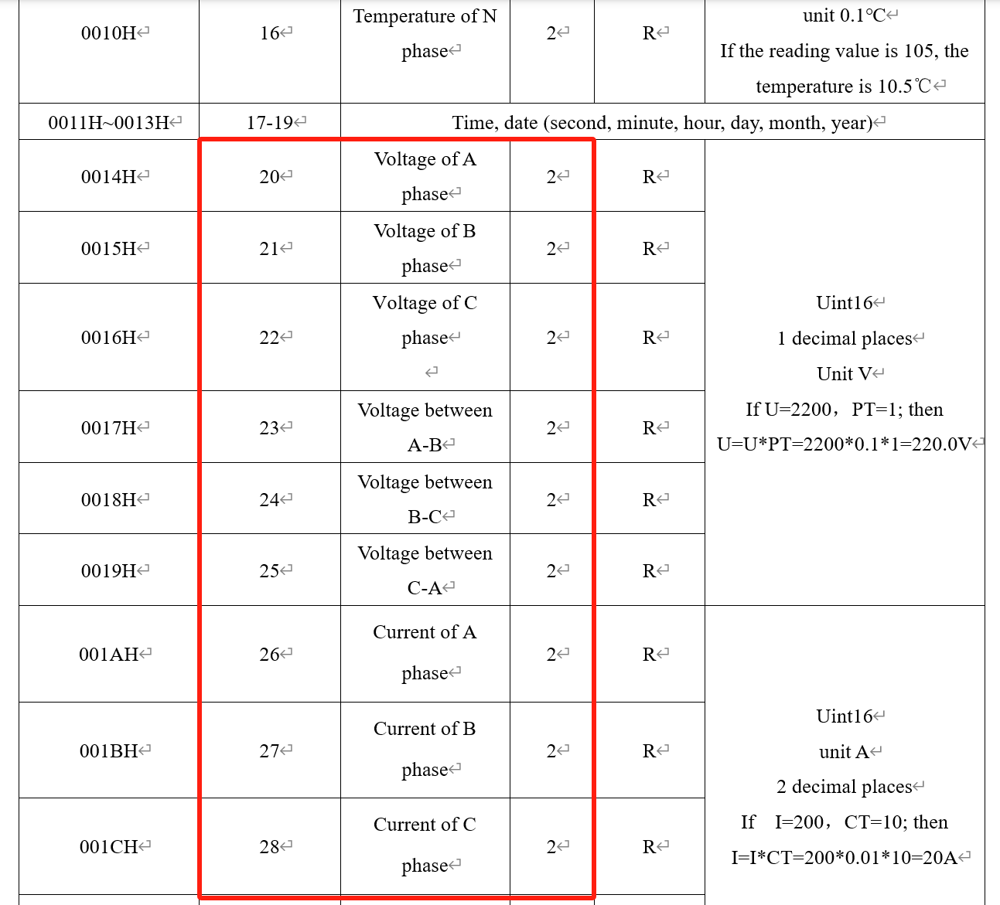 0010H
16
Temperature of N
phase
2
R
unit 0.1℃
If the reading value is 105, the
temperature is 10.5℃
0011H~0013H
17-19
Time, date (second, minute, hour, day, month, year)
0014H
20
Voltage of A
phase
2
R
0015H
21
Voltage of B
phase
2
R
0016H
22
Voltage of C
phase
2
R
0017H
23
Voltage between
A-B
2
R
0018H
24
Voltage between
B-C
2
R
0019H
25
Voltage between
C-A
2
R
Uint16
1 decimal places
Unit V
If U=2200，PT=1; then
U=U*PT=2200*0.1*1=220.0V
001AH
26
Current of A
phase
2
R
001BH
27
Current of B
phase
2
R
001CH
28
Current of C
phase
2
R
Uint16
unit A
2 decimal places
If I=200，CT=10; then
I=I*CT=200*0.01*10=20A